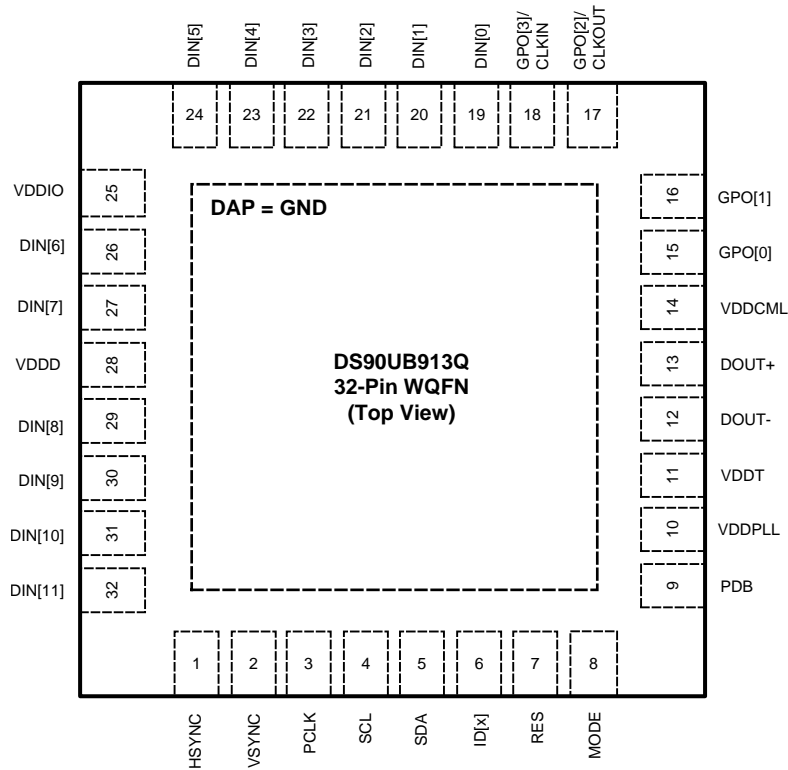 DIN[5]
DIN[4]
DIN[3]
DIN[2]
DIN[1]
DIN[0]
GPO[3]/
CLKIN
GPO[2]/
CLKOUT
24
23
22
21
20
19
18
17
VDDIO
25
DIN[6]
26
DIN[7]
27
VDDD
28
DIN[8]
29
DIN[9]
30
DIN[10]
31
DIN[11]
32
DAP = GND
DS90UB913Q
32-Pin WQFN
(Top View)
16
GPO[1]
15
GPO[0]
14
VDDCML
13
DOUT+
12
DOUT-
11
VDDT
10
VDDPLL
9
PDB
1
2
3
4
5
6
7
8
HSYNC
VSYNC
PCLK
SCL
SDA
ID[x]
RES
MODE